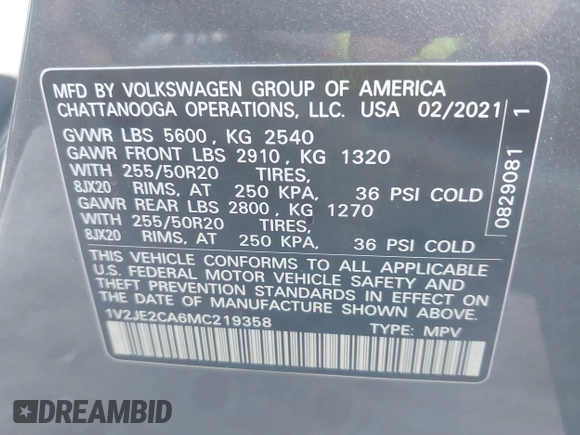 MFD BY VOLKSWAGEN GROUP OF AMERICA
CHATTANOOGA OPERATIONS, LLC. USA 02/2021
GVWR LBS 5600, KG 2540
GAWR FRONT LBS 2910, KG 1320
WITH 255/50R20 TIRES,
8JX20 RIMS, AT 250 KPA, 36 PSI COLD
GAWR REAR LBS 2800, KG 1270
WITH 255/50R20 TIRES,
8JX20 RIMS, AT 250 KPA, 36 PSI COLD
THIS VEHICLE CONFORMS TO ALL APPLICABLE
U.S. FEDERAL MOTOR VEHICLE SAFETY AND
THEFT PREVENTION STANDARDS IN EFFECT ON
THE DATE OF MANUFACTURE SHOWN ABOVE.
1V2JE2CA6MC219358 TYPE: MPV
0829081 1
DREAMBID